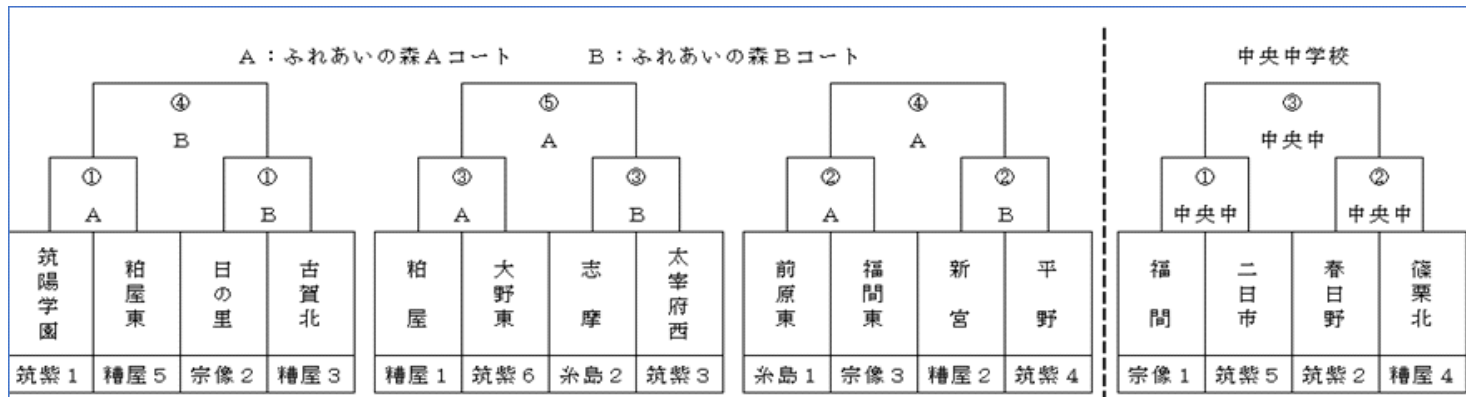 A：ふれあいの森Aコート　B：ふれあいの森Bコート　中央中学校
④　⑤　④　③
B　A　A　中央中
①　①　③　③　②　②　①　②
A　B　A　B　A　B　中央中　中央中
筑陽学園　粕屋東　日の里　古賀北　粕屋　大野東　志摩　太宰府西　前原東　福間東　新宮　平野　福間　二日市　春日野　篠栗北
筑紫1　糟屋5　宗像2　糟屋3　糟屋1　筑紫6　糸島2　筑紫3　糸島1　宗像3　糟屋2　筑紫4　宗像1　筑紫5　筑紫2　糟屋4